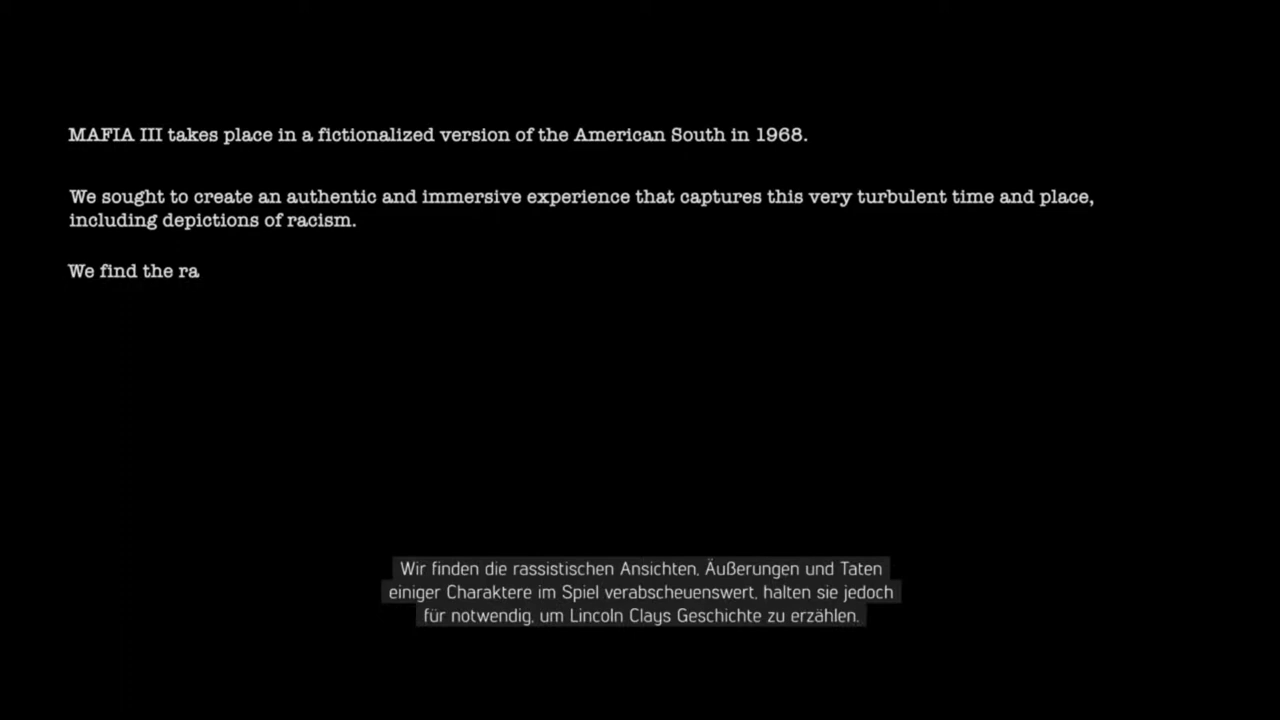 MAFIA III takes place in a fictionalized version of the American South in 1968.
We sought to create an authentic and immersive experience that captures this very turbulent time and place,
including depictions of racism.
We find the ra
Wir finden die rassistischen Ansichten, Äußerungen und Taten
einiger Charaktere im Spiel verabscheuenswert, halten sie jedoch
für notwendig, um Lincoln Clays Geschichte zu erzählen.